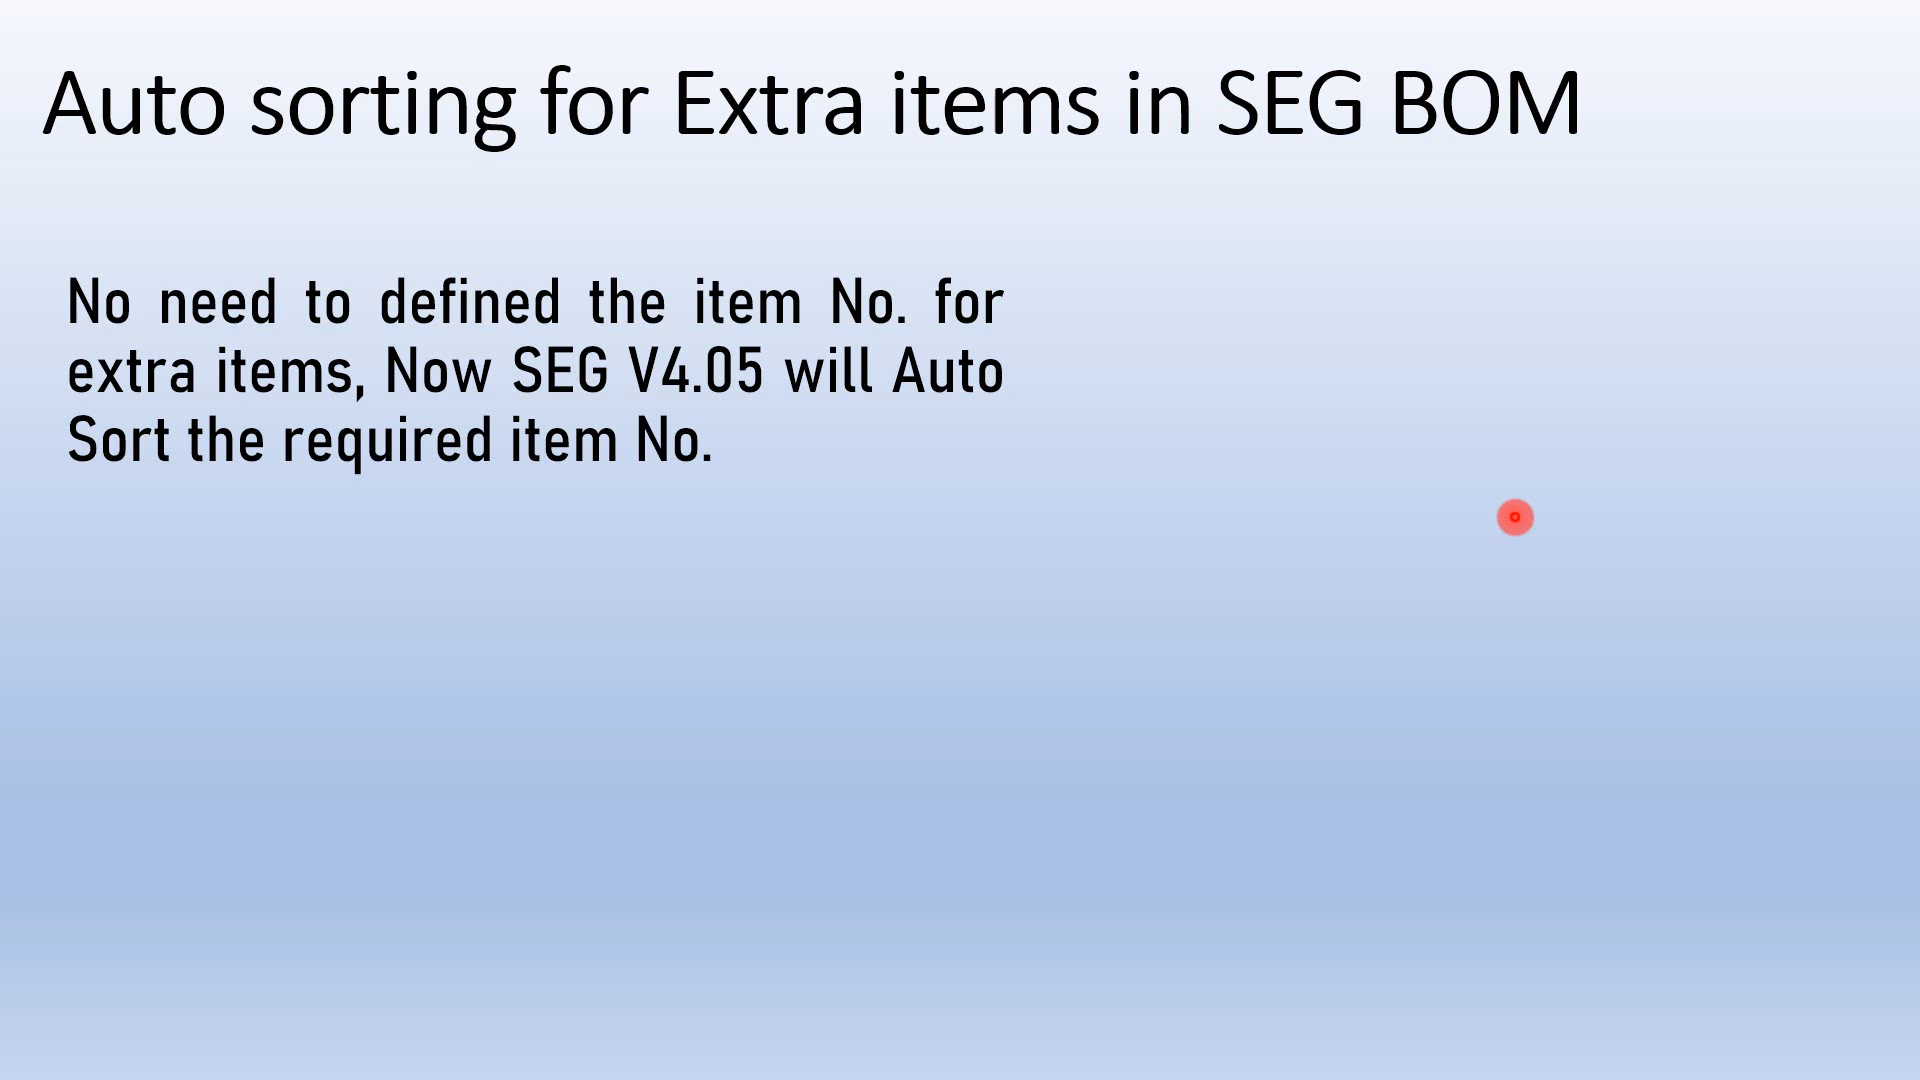 Auto sorting for Extra items in SEG BOM
No need to defined the item No. for
extra items, Now SEG V4.05 will Auto
Sort the required item No.